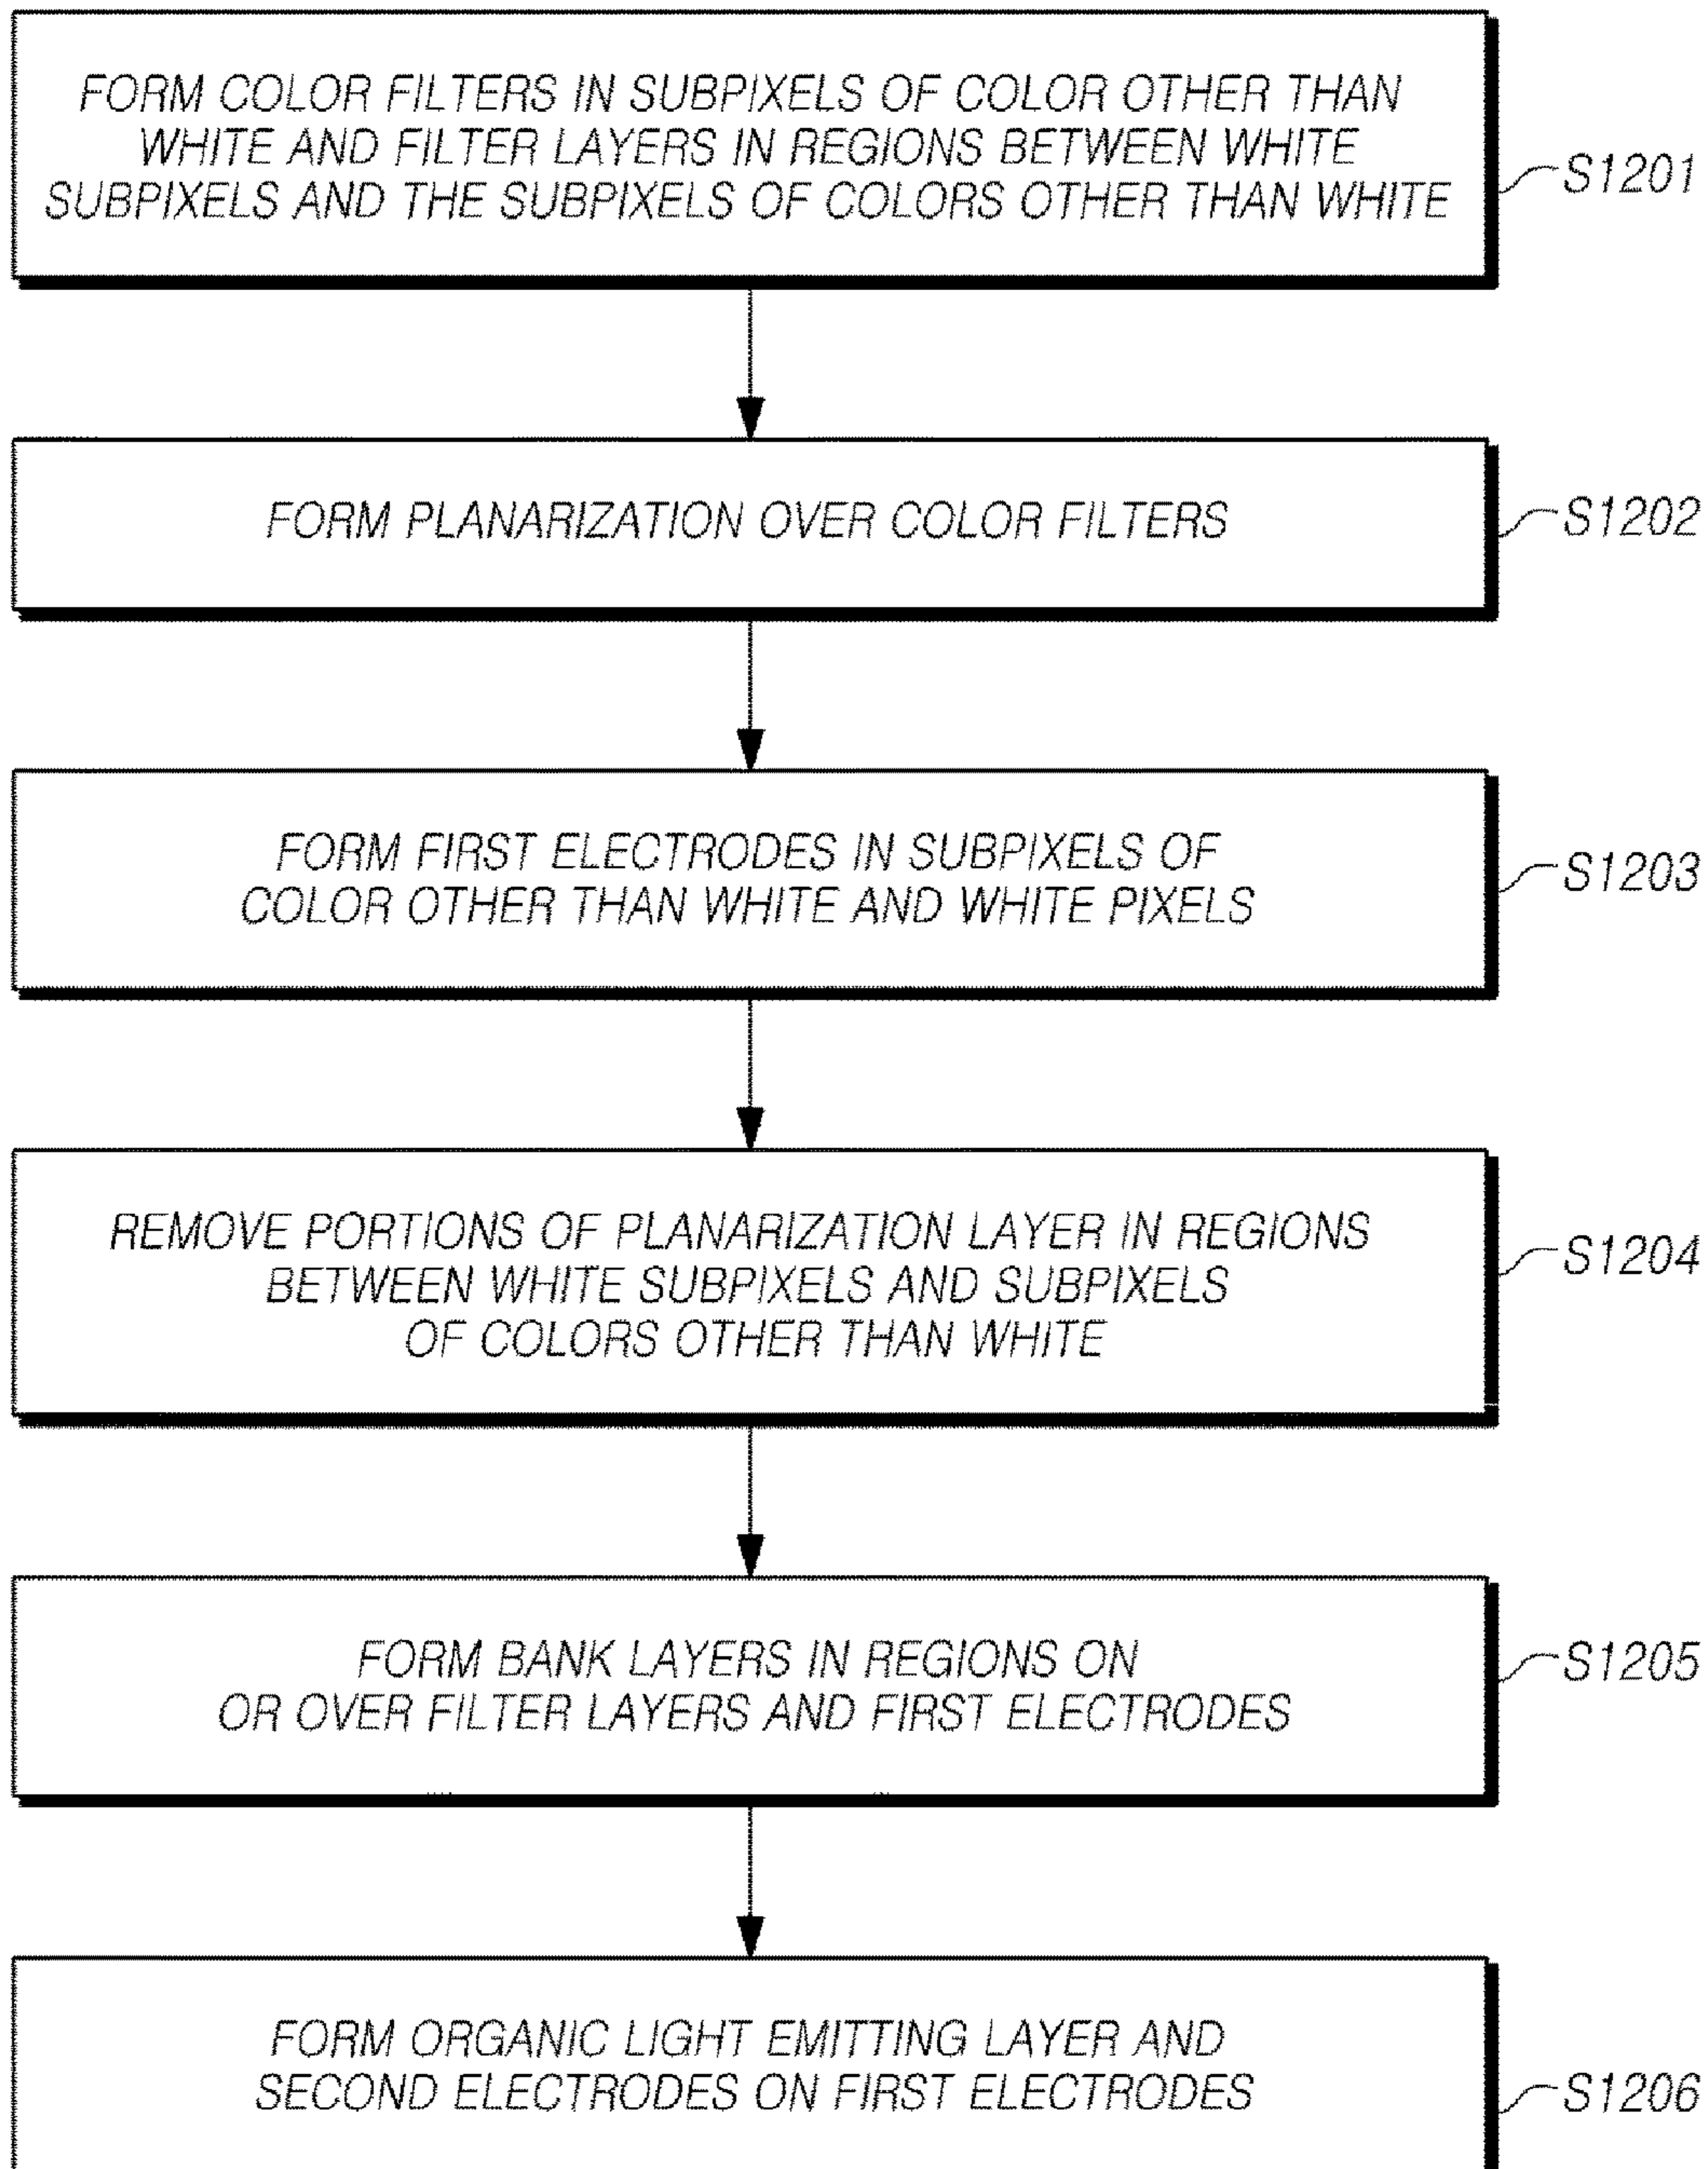 FORM COLOR FILTERS IN SUBPIXELS OF COLOR OTHER THAN
WHITE AND FILTER LAYERS IN REGIONS BETWEEN WHITE
SUBPIXELS AND THE SUBPIXELS OF COLORS OTHER THAN WHITE
S1201
FORM PLANARIZATION OVER COLOR FILTERS
S1202
FORM FIRST ELECTRODES IN SUBPIXELS OF
COLOR OTHER THAN WHITE AND WHITE PIXELS
S1203
REMOVE PORTIONS OF PLANARIZATION LAYER IN REGIONS
BETWEEN WHITE SUBPIXELS AND SUBPIXELS
OF COLORS OTHER THAN WHITE
S1204
FORM BANK LAYERS IN REGIONS ON
OR OVER FILTER LAYERS AND FIRST ELECTRODES
S1205
FORM ORGANIC LIGHT EMITTING LAYER AND
SECOND ELECTRODES ON FIRST ELECTRODES
S1206